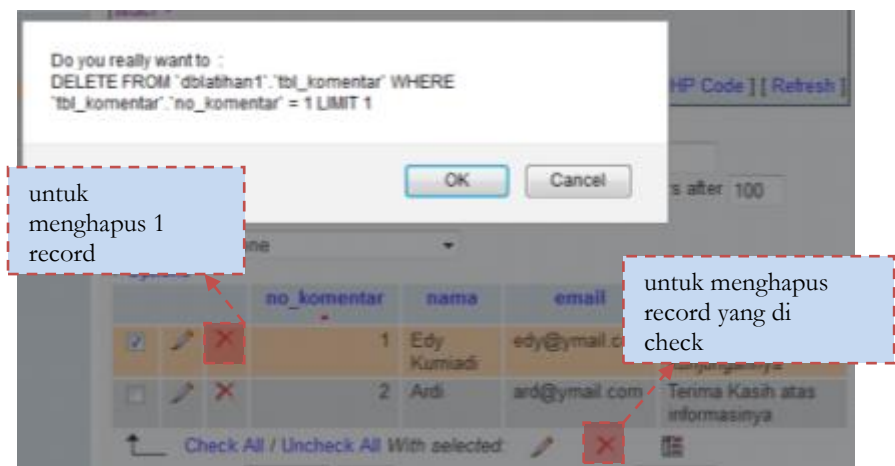 Do you really want to :
DELETE FROM `dblatihan1`.`tbl_komentar` WHERE
`tbl_komentar`.`no_komentar` = 1 LIMIT 1
HP Code ] [ Refresh ]
OK Cancel
s after 100
untuk
menghapus 1
record
ne
untuk menghapus
record yang di
check
no_komentar nama email
1 Edy
Kurniadi edy@ymail.c
2 Ardi ard@ymail.com Terima Kasih atas
informasinya
Check All / Uncheck All With selected: